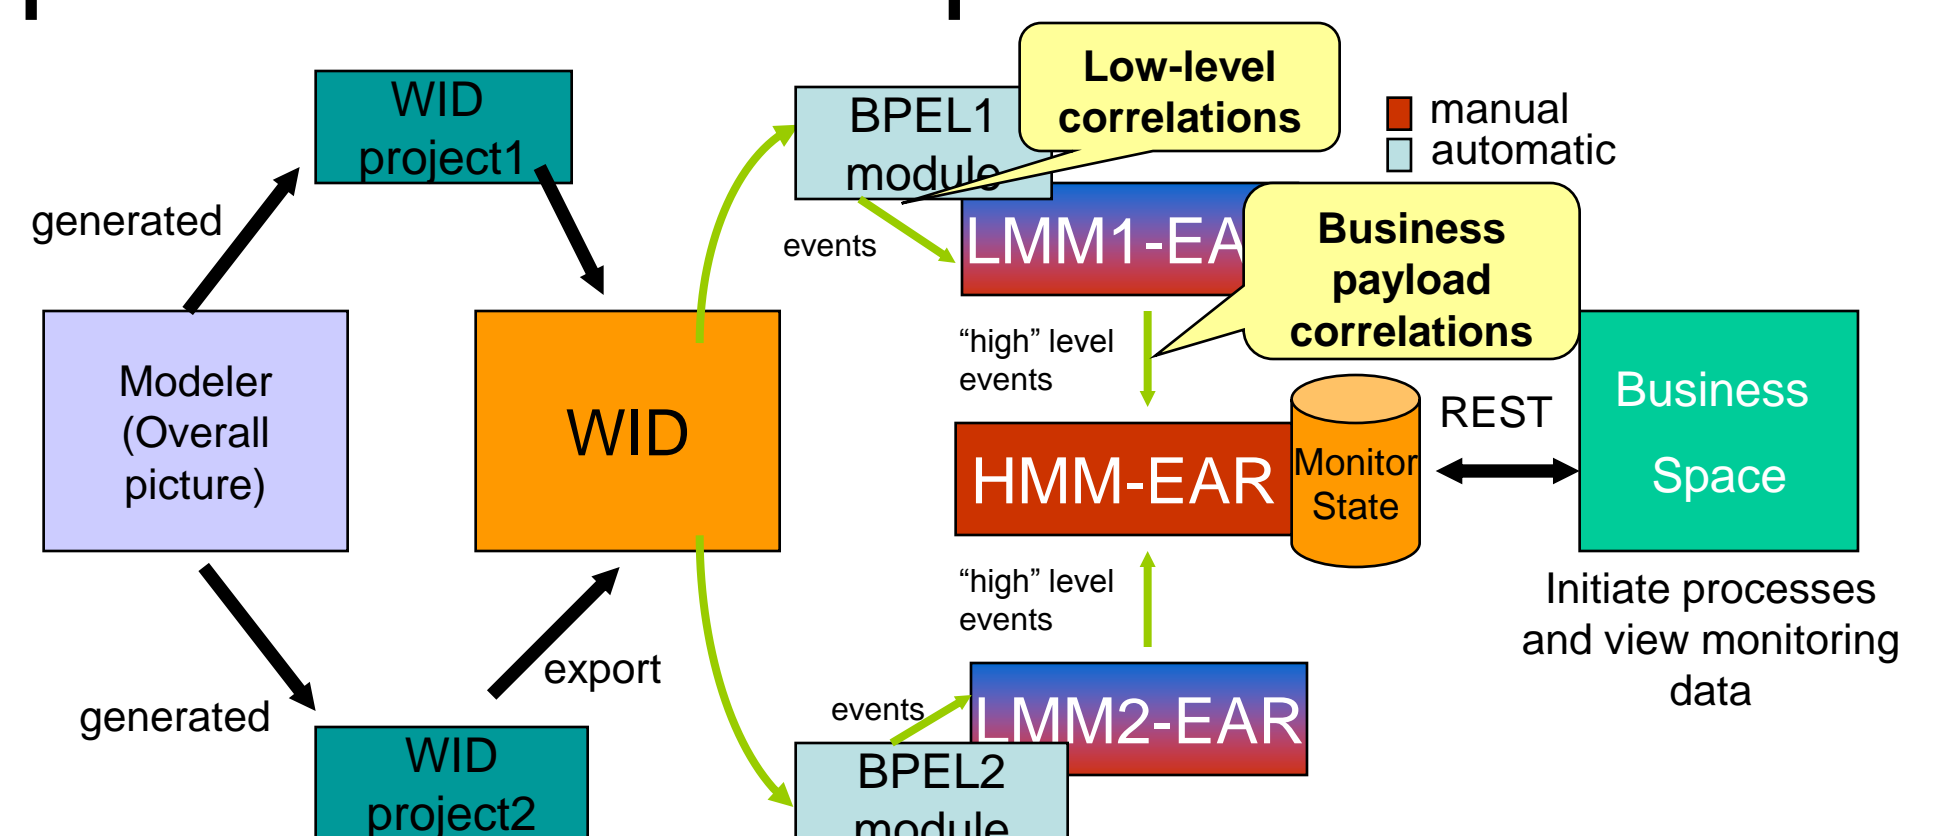 WID
project1
generated
Modeler
(Overall
picture)
generated
WID
project2
WID
export
BPEL1
module
Low-level
correlations
manual
automatic
events
LMM1-EA
Business
payload
correlations
“high” level
events
HMM-EAR
Monitor
State
REST
Business
Space
Initiate processes
and view monitoring
data
“high” level
events
events
LMM2-EAR
BPEL2
module